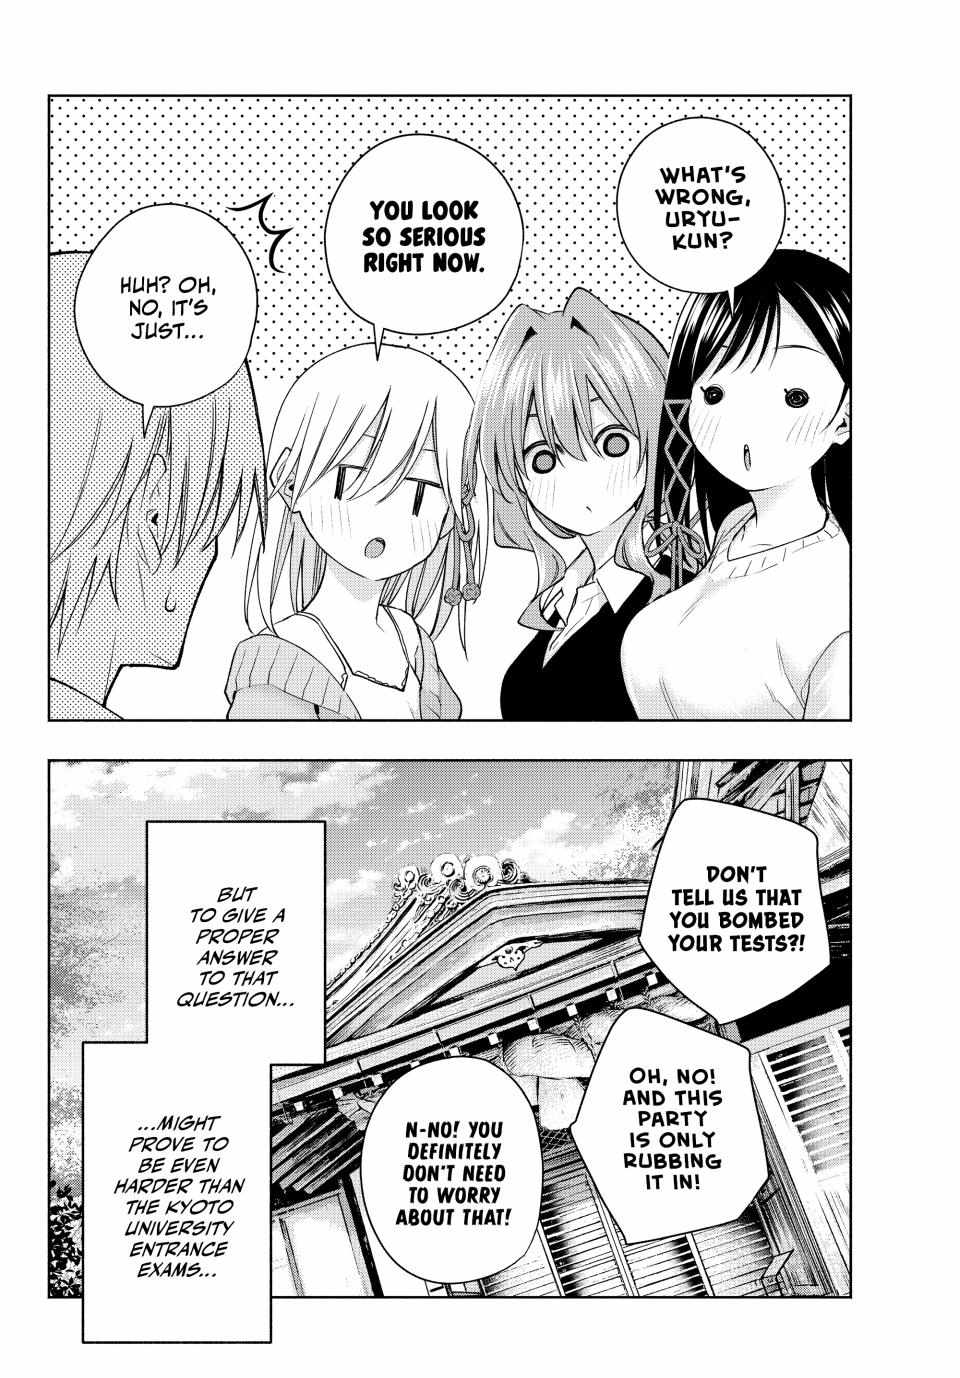 WHAT'S
WRONG,
URYU-
KUN?
YOU LOOK
SO SERIOUS
RIGHT NOW.
HUH? OH,
NO, IT'S
JUST...
DON'T
TELL US THAT
YOU BOMBED
YOUR TESTS?!
OH, NO!
AND THIS
PARTY
IS ONLY
RUBBING
IT IN!
N-NO! YOU
DEFINITELY
DON'T NEED
TO WORRY
ABOUT THAT!
BUT
TO GIVE A
PROPER
ANSWER
TO THAT
QUESTION...
...MIGHT
PROVE TO
BE EVEN
HARDER THAN
THE KYOTO
UNIVERSITY
ENTRANCE
EXAMS...